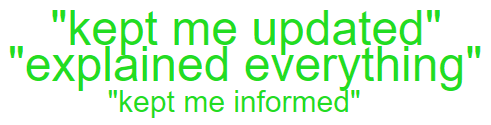 "kept me updated"
"explained everything"
"kept me informed"